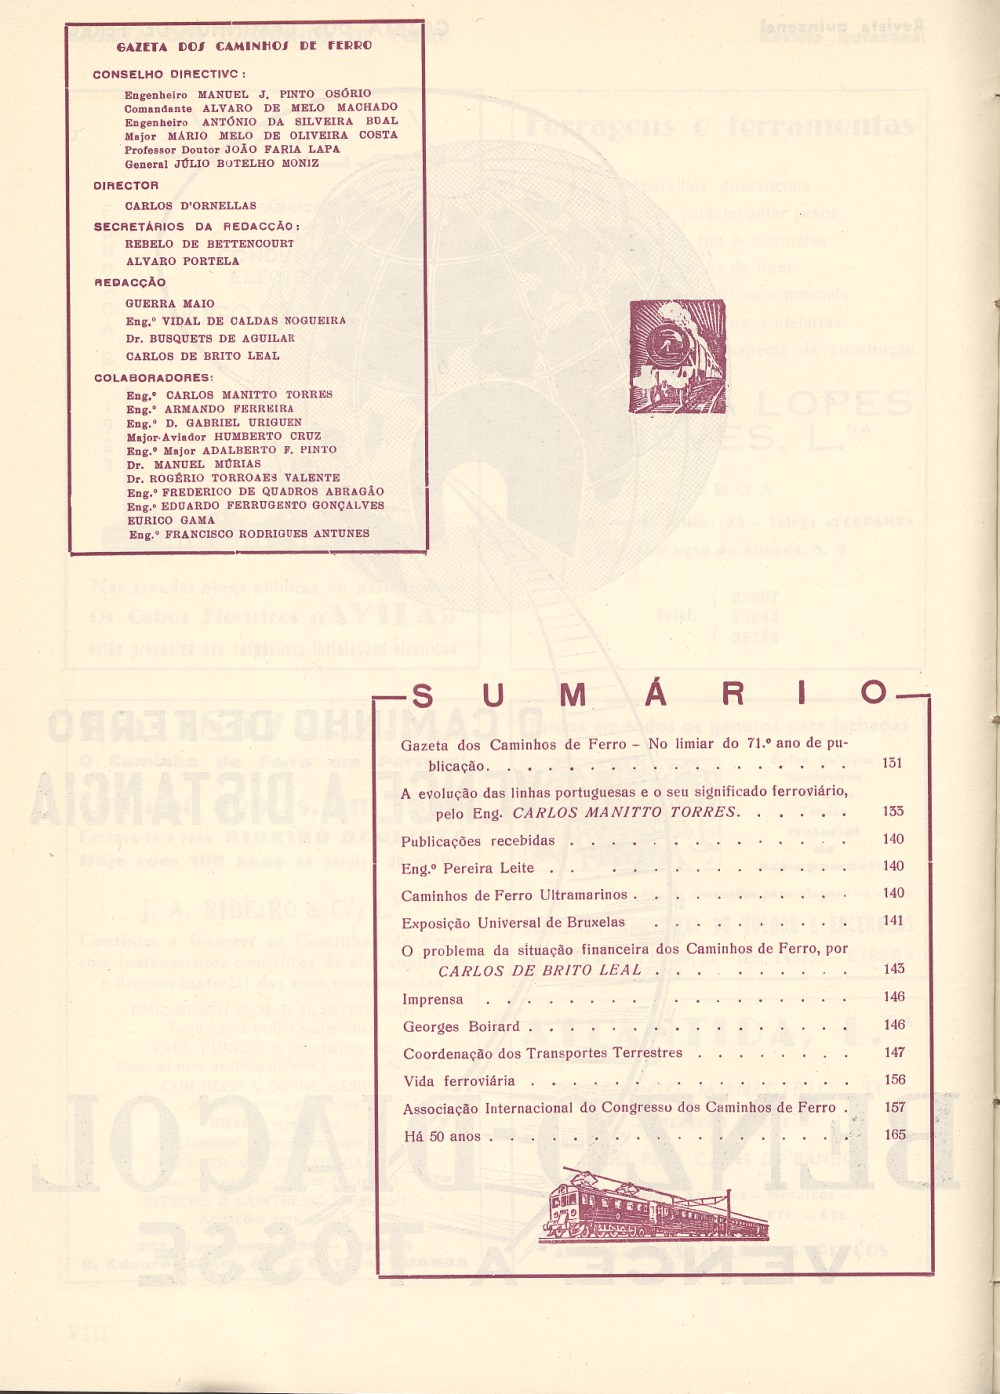 GAZETA DOS CAMINHOS DE FERRO
CONSELHO DIRECTIVO:
Engenheiro MANUEL J. PINTO OSÓRIO
Comandante ALVARO DE MELO MACHADO
Engenheiro ANTÓNIO DA SILVEIRA BUAL
Major MÁRIO MELO DE OLIVEIRA COSTA
Professor Doutor JOÃO FARIA LAPA
General JÚLIO BOTELHO MONIZ
DIRECTOR
CARLOS D'ORNELLAS
SECRETÁRIOS DA REDACÇÃO:
REBELO DE BETTENCOURT
ALVARO PORTELA
REDACÇÃO
GUERRA MAIO
Eng.º VIDAL DE CALDAS NOGUEIRA
Dr. BUSQUETS DE AGUILAR
CARLOS DE BRITO LEAL
COLABORADORES:
Eng.º CARLOS MANITTO TORRES
Eng.º ARMANDO FERREIRA
Eng.º D. GABRIEL URIGUEN
Major-Aviador HUMBERTO CRUZ
Eng.º Major ADALBERTO F. PINTO
Dr. MANUEL MÚRIAS
Dr. ROGÉRIO TORROAES VALENTE
Eng.º FREDERICO DE QUADROS ABRAGÃO
Eng.º EDUARDO FERRUGENTO GONÇALVES
EURICO GAMA
Eng.º FRANCISCO RODRIGUES ANTUNES
SUMÁRIO
Gazeta dos Caminhos de Ferro — No limiar do 71.º ano de pu-
blicação. . . . . . . . . . . . . . . . . . 131
A evolução das linhas portuguesas e o seu significado ferroviário,
pelo Eng. CARLOS MANITTO TORRES. . . . . . 133
Publicações recebidas . . . . . . . . . . . . . . 140
Eng.º Pereira Leite . . . . . . . . . . . . . . 140
Caminhos de Ferro Ultramarinos . . . . . . . . . . . 140
Exposição Universal de Bruxelas . . . . . . . . . . . 141
O problema da situação financeira dos Caminhos de Ferro, por
CARLOS DE BRITO LEAL . . . . . . . . . . 143
Imprensa . . . . . . . . . . . . . . . . . 146
Georges Boirard . . . . . . . . . . . . . . . 146
Coordenação dos Transportes Terrestres . . . . . . . . 147
Vida ferroviária . . . . . . . . . . . . . . . 156
Associação Internacional do Congresso dos Caminhos de Ferro . 157
Há 50 anos . . . . . . . . . . . . . . . . . 165